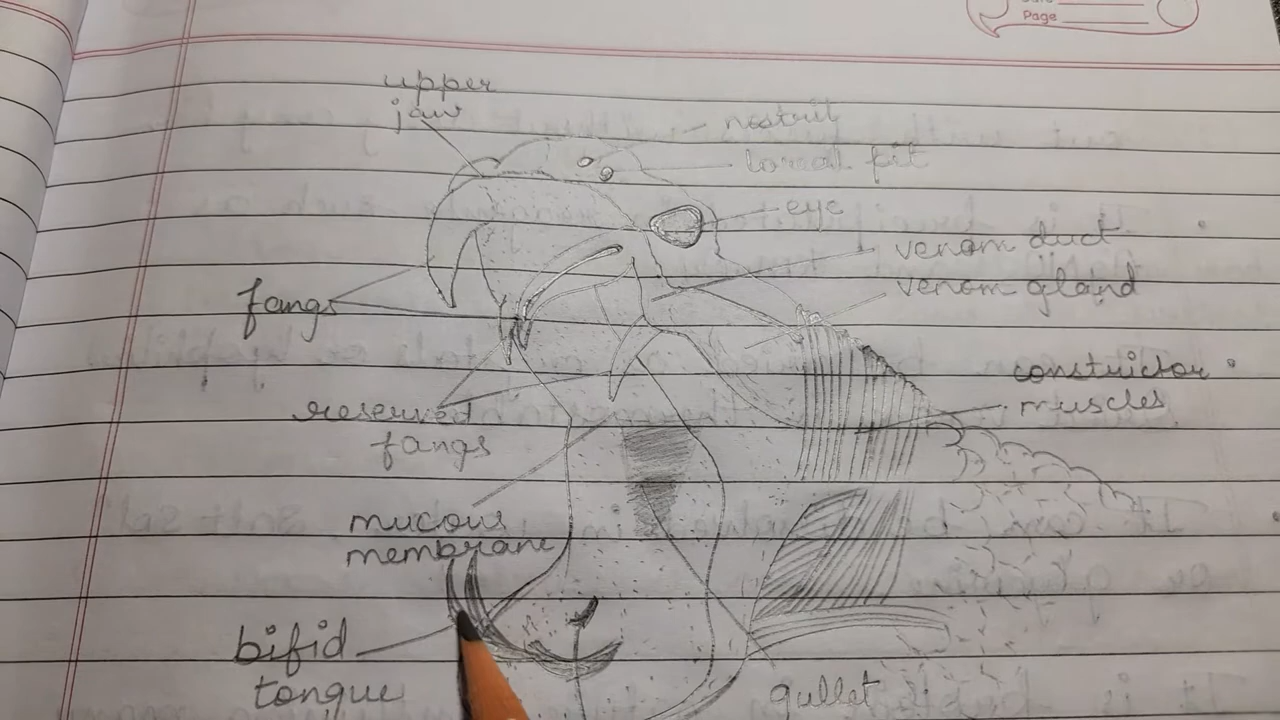 Page
upper
jaw
nostril
loreal pit
eye
venom duct
venom gland
fangs
constrictor
muscles
reserved
fangs
mucous
membrane
bifid
tongue
gullet